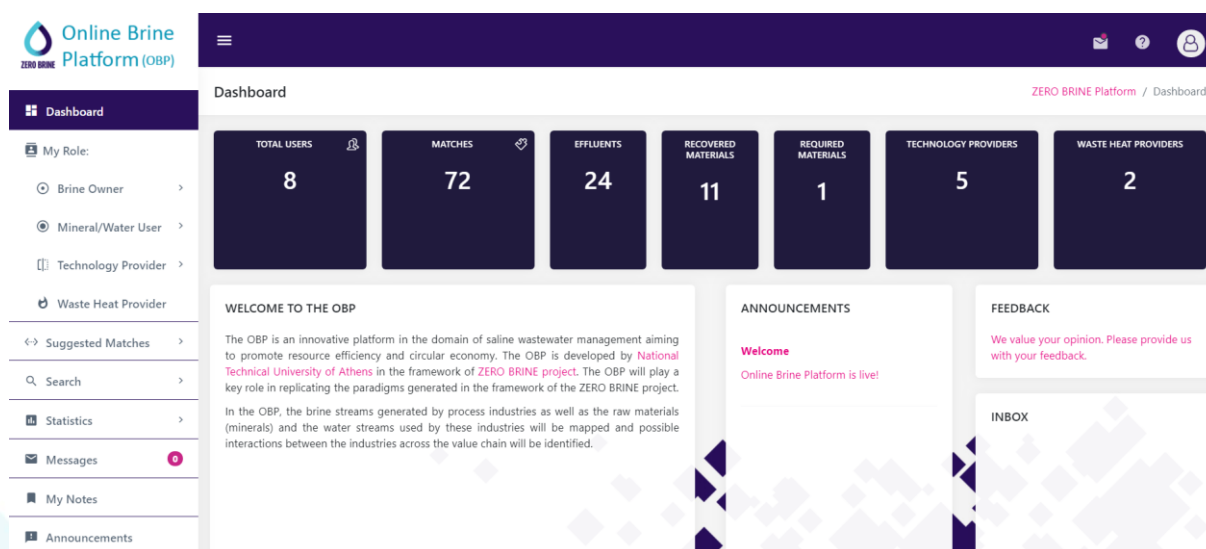 Online Brine
Platform (OBP)
ZERO BRINE
Dashboard
My Role:
Brine Owner
Mineral/Water User
Technology Provider
Waste Heat Provider
Suggested Matches
Search
Statistics
Messages 0
My Notes
Announcements
Dashboard
ZERO BRINE Platform / Dashboard
TOTAL USERS
8
MATCHES
72
EFFLUENTS
24
RECOVERED
MATERIALS
11
REQUIRED
MATERIALS
1
TECHNOLOGY PROVIDERS
5
WASTE HEAT PROVIDERS
2
WELCOME TO THE OBP
The OBP is an innovative platform in the domain of saline wastewater management aiming
to promote resource efficiency and circular economy. The OBP is developed by National
Technical University of Athens in the framework of ZERO BRINE project. The OBP will play a
key role in replicating the paradigms generated in the framework of the ZERO BRINE project.
In the OBP, the brine streams generated by process industries as well as the raw materials
(minerals) and the water streams used by these industries will be mapped and possible
interactions between the industries across the value chain will be identified.
ANNOUNCEMENTS
Welcome
Online Brine Platform is live!
FEEDBACK
We value your opinion. Please provide us
with your feedback.
INBOX